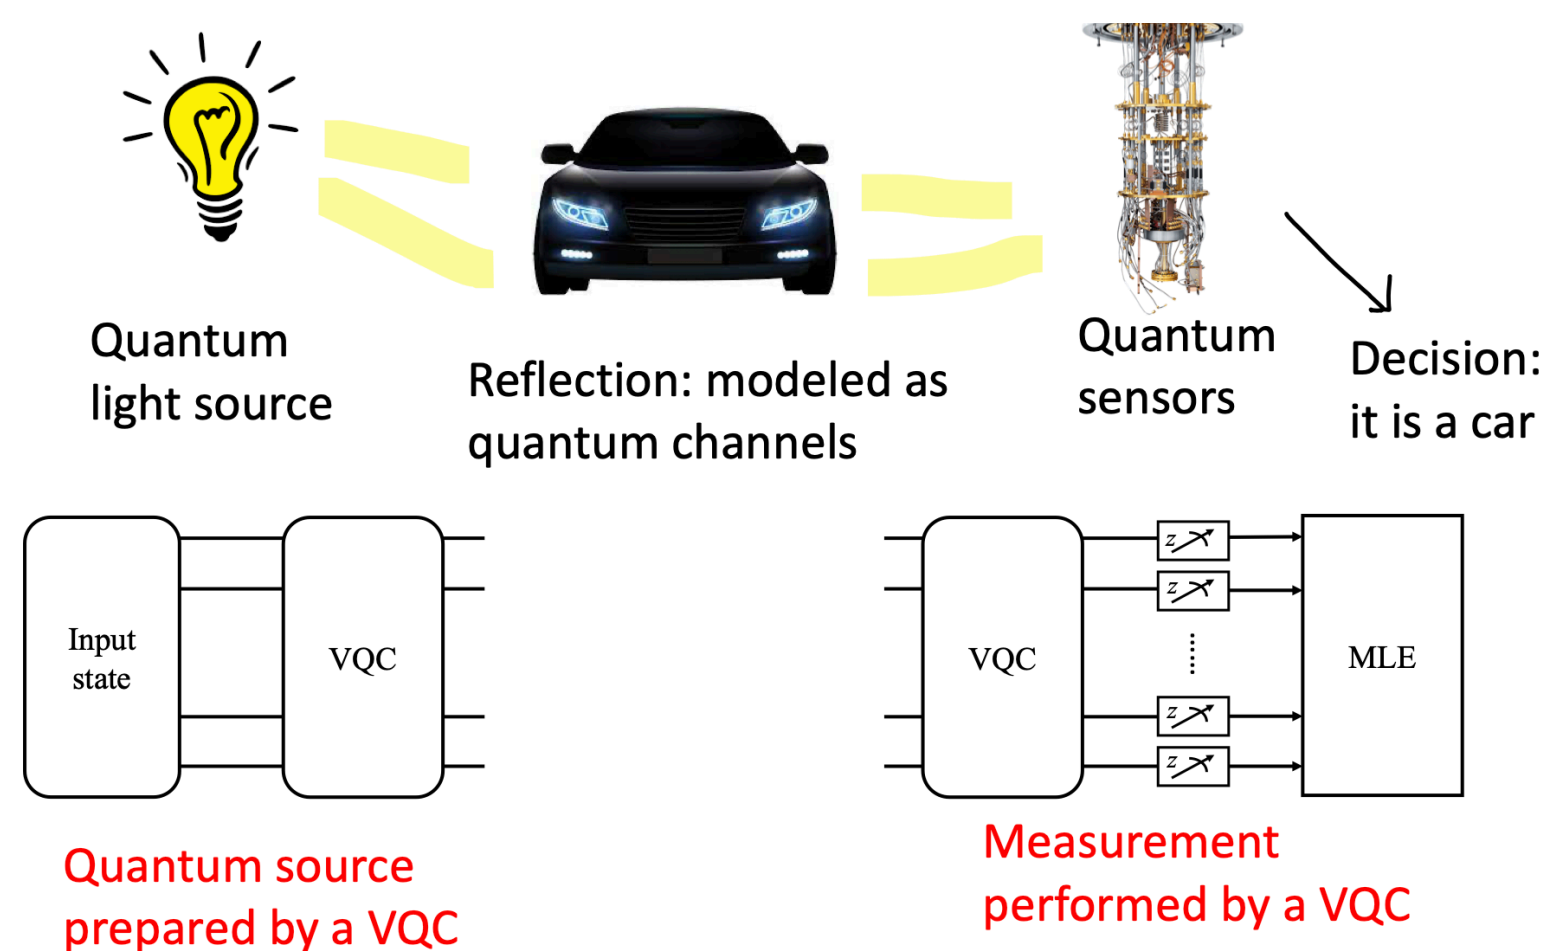 Quantum
light source
Reflection: modeled as
quantum channels
Quantum
sensors
Decision:
it is a car
Input
state
VQC
VQC
z
z
z
z
MLE
Quantum source
prepared by a VQC
Measurement
performed by a VQC